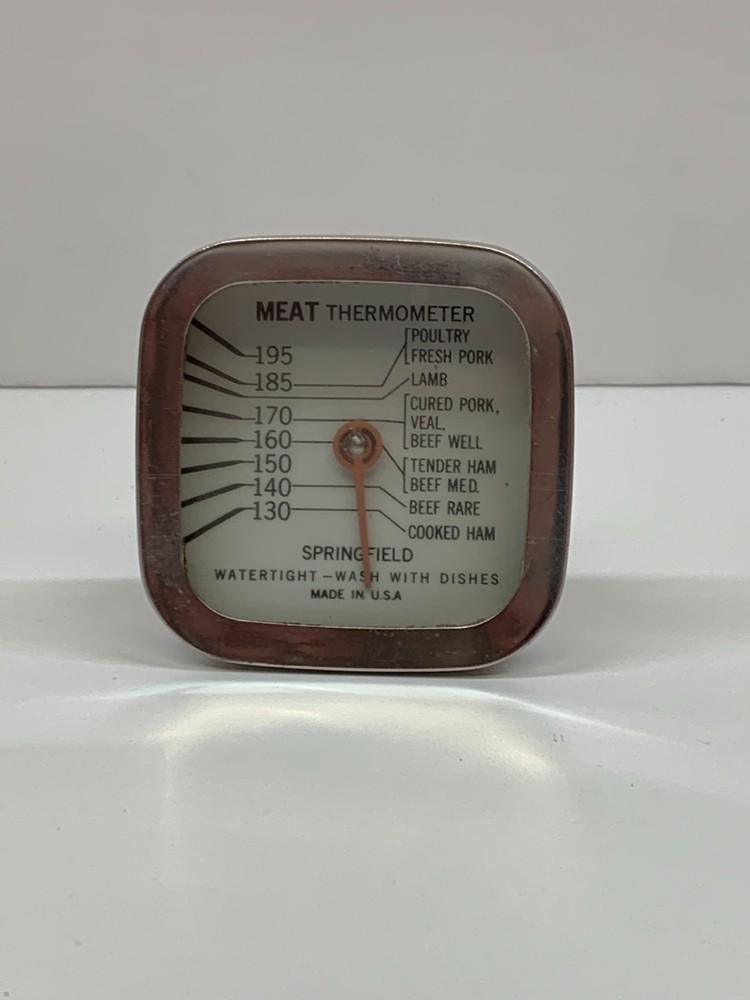 MEAT THERMOMETER
195
185
170
160
150
140
130
POULTRY
FRESH PORK
LAMB
CURED PORK,
VEAL,
BEEF WELL
TENDER HAM
BEEF MED.
BEEF RARE
COOKED HAM
SPRINGFIELD
WATERTIGHT – WASH WITH DISHES
MADE IN U.S.A